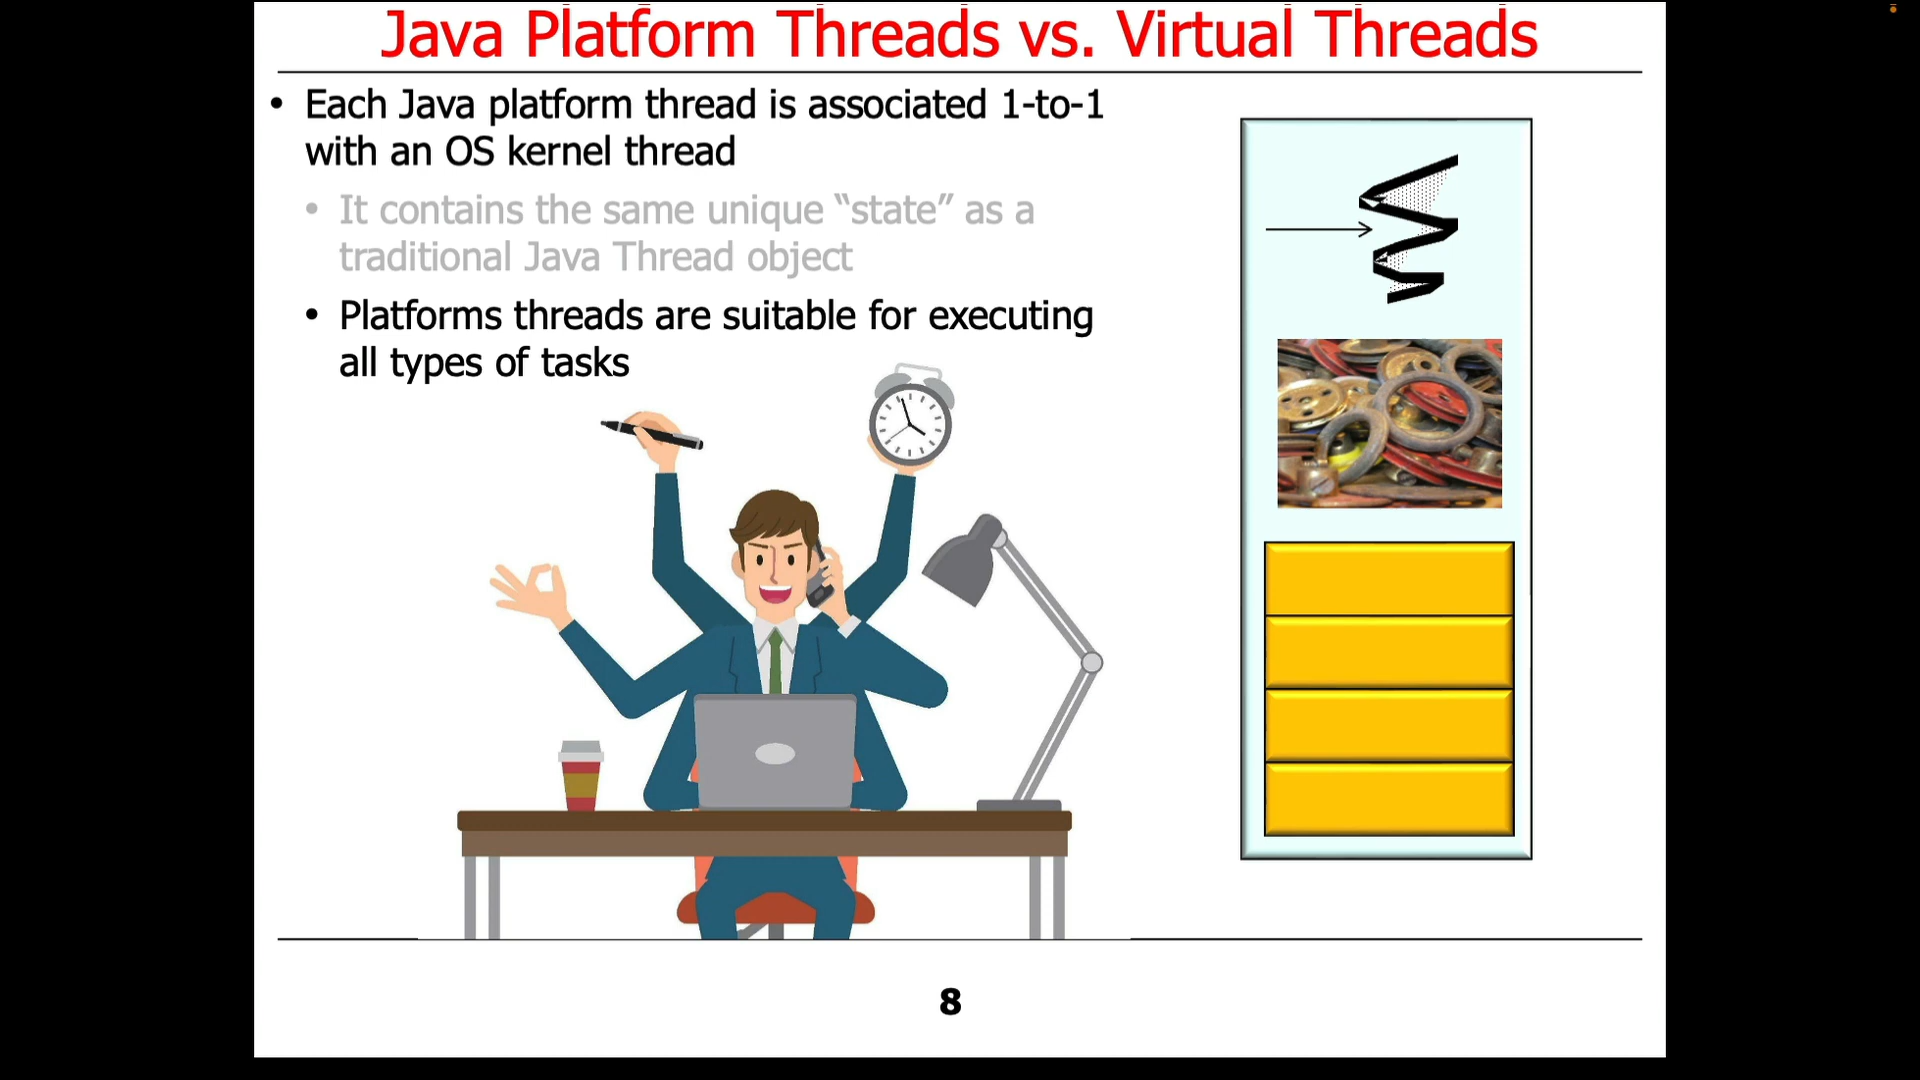 Java Platform Threads vs. Virtual Threads
• Each Java platform thread is associated 1-to-1
with an OS kernel thread
• It contains the same unique “state” as a
traditional Java Thread object
• Platforms threads are suitable for executing
all types of tasks
8